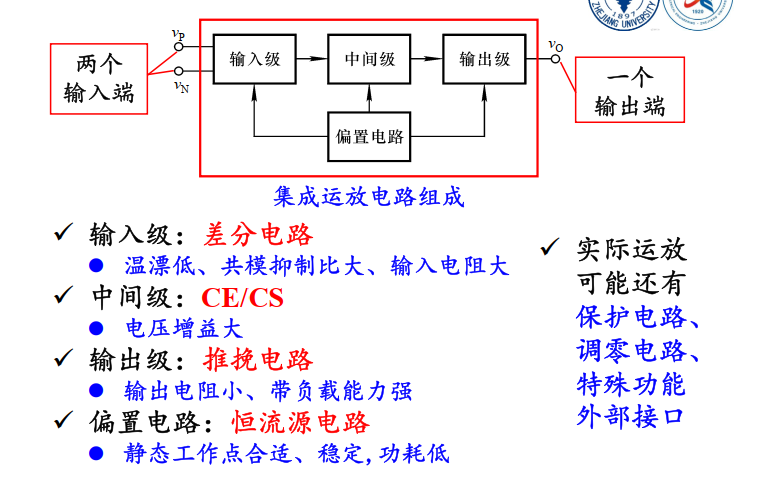 ZHEJIANG UNIVERSITY
1897
1920
两个
输入端
vP
vN
输入级
中间级
输出级
偏置电路
vO
一个
输出端
集成运放电路组成
✓ 输入级：差分电路
● 温漂低、共模抑制比大、输入电阻大
✓ 中间级：CE/CS
● 电压增益大
✓ 输出级：推挽电路
● 输出电阻小、带负载能力强
✓ 偏置电路：恒流源电路
● 静态工作点合适、稳定,功耗低
✓ 实际运放
可能还有
保护电路、
调零电路、
特殊功能
外部接口